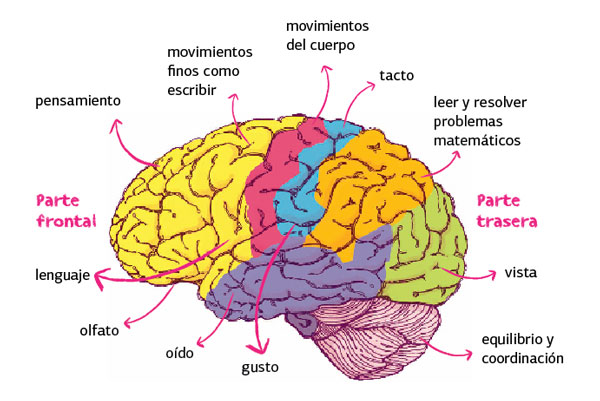 movimientos
del cuerpo
movimientos
finos como
escribir
tacto
pensamiento
leer y resolver
problemas
matemáticos
Parte
frontal
Parte
trasera
lenguaje
vista
olfato
oído
gusto
equilibrio y
coordinación